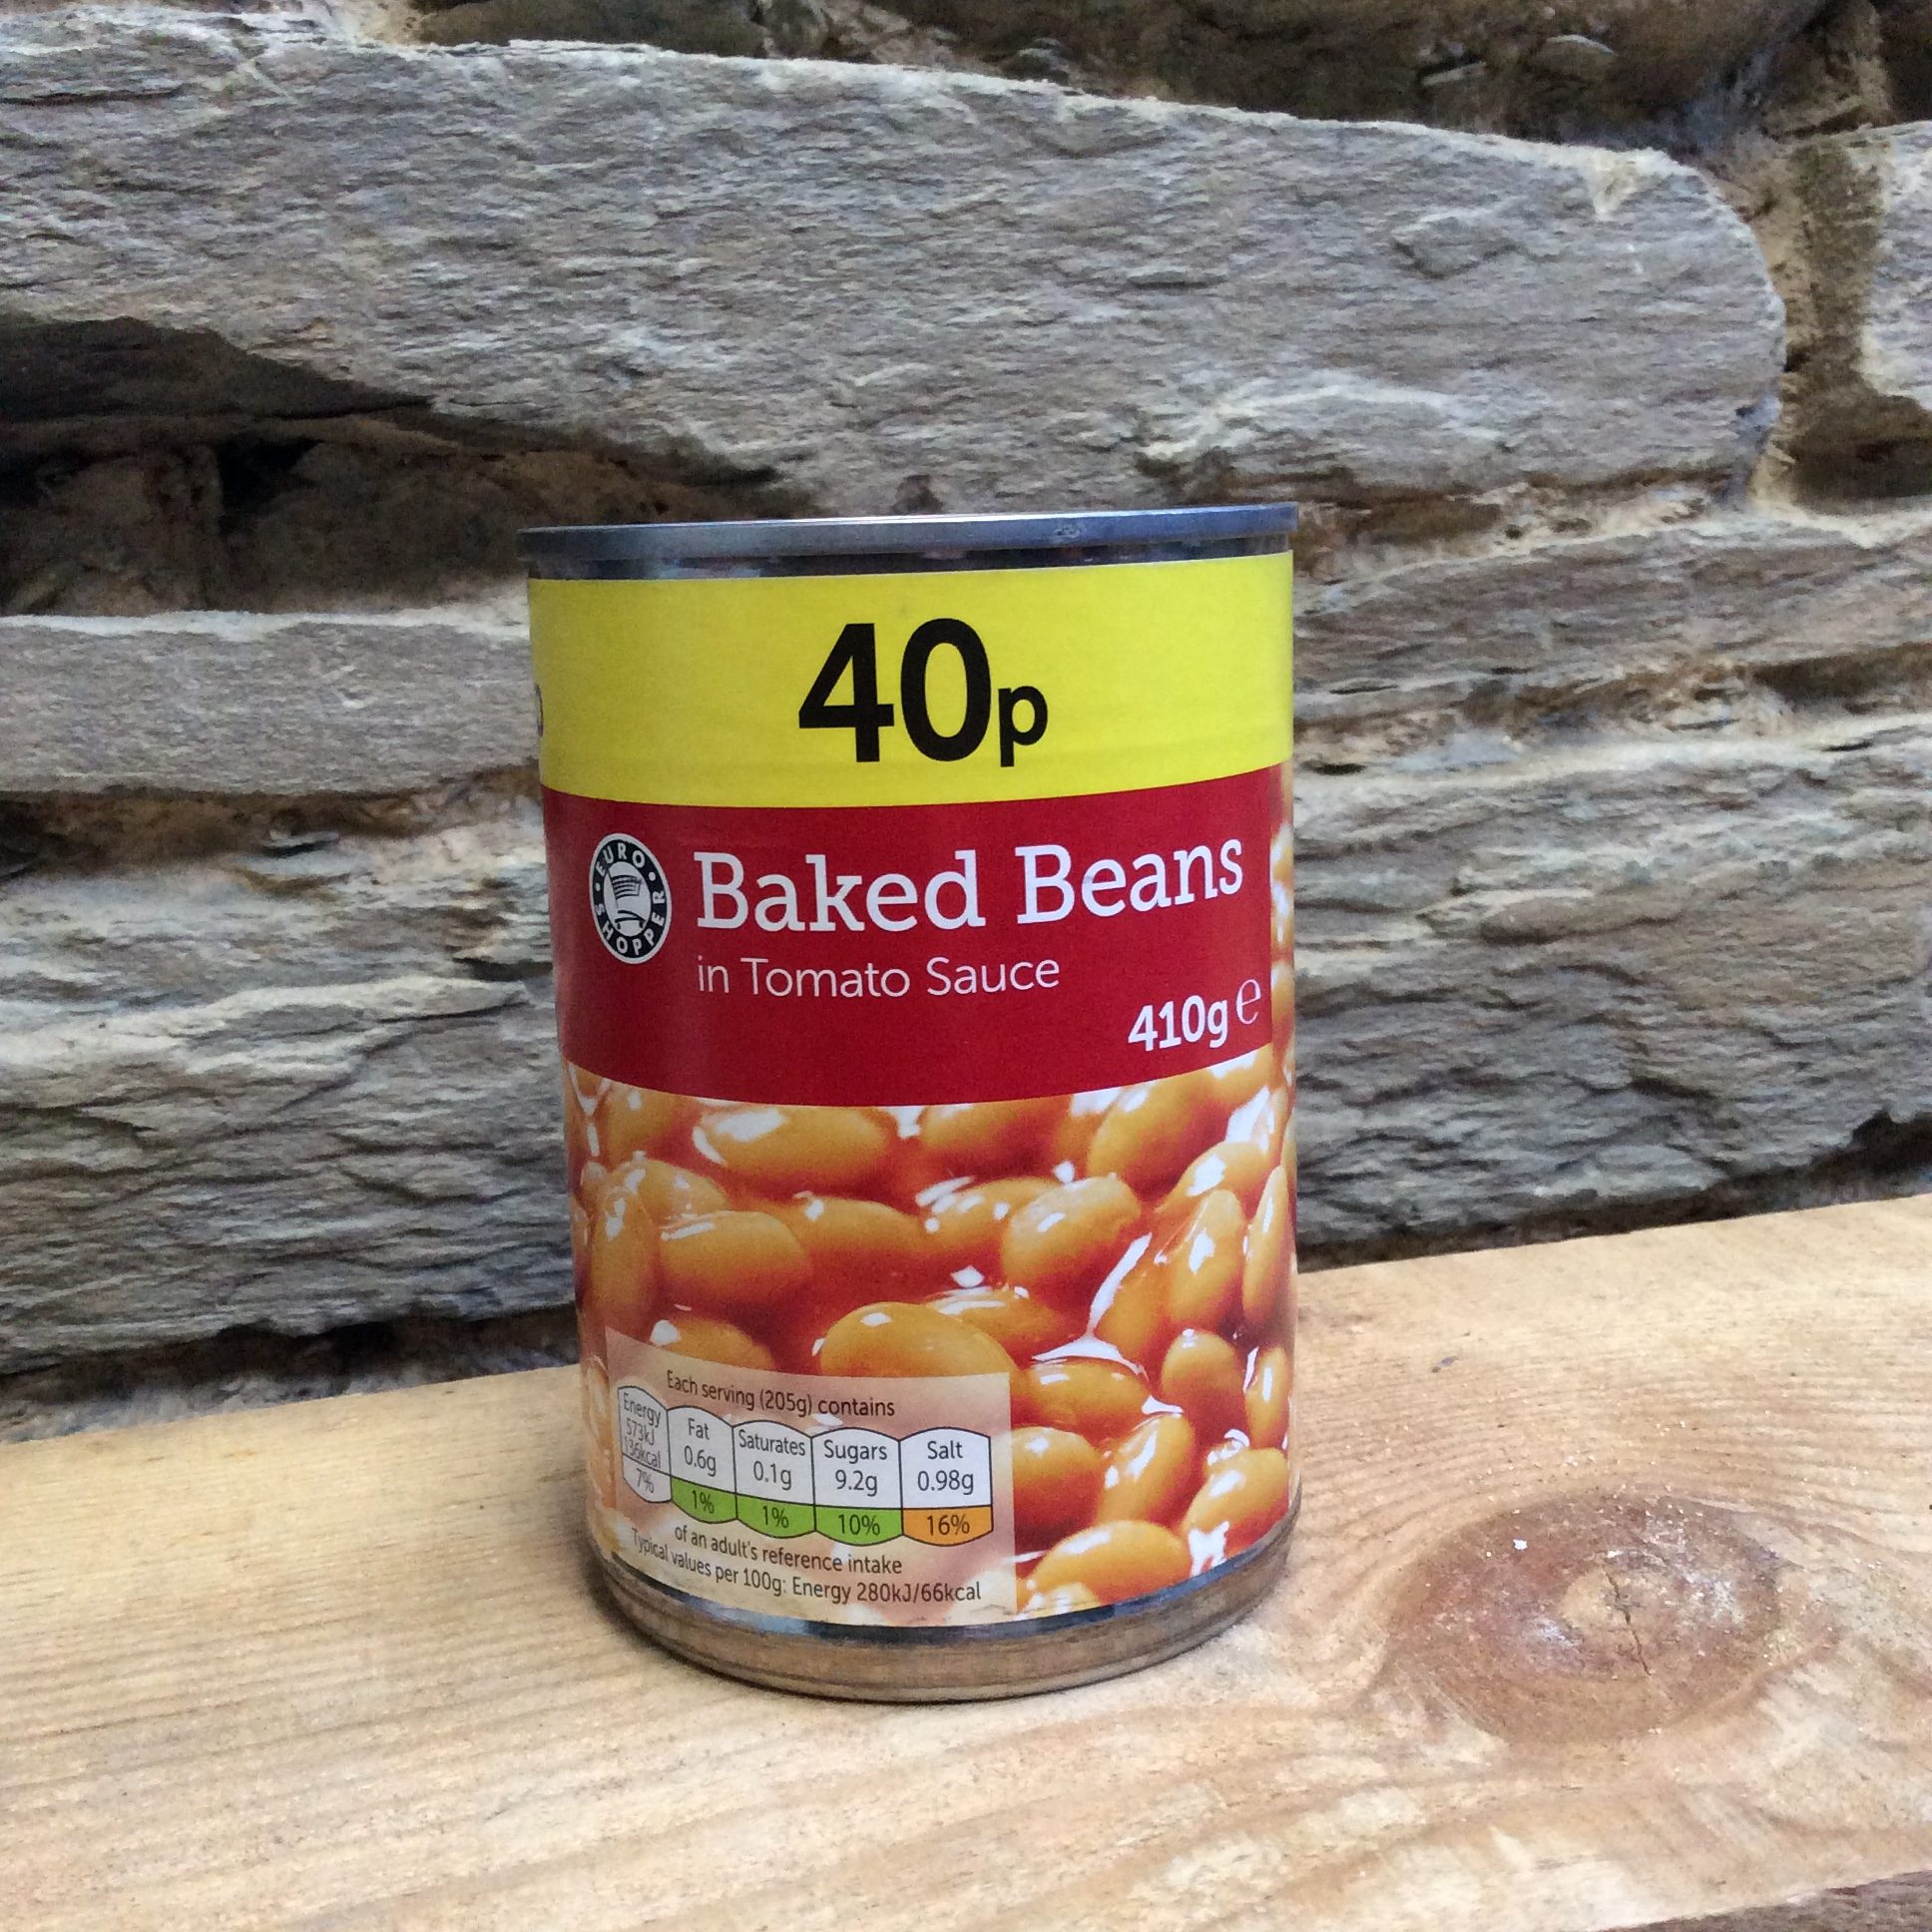 40p
EURO SHOPPER
Baked Beans
in Tomato Sauce
410g ℮
Each serving (205g) contains
Energy 573kJ 136kcal 7%
Fat 0.6g 1%
Saturates 0.1g 1%
Sugars 9.2g 10%
Salt 0.98g 16%
of an adult's reference intake
Typical values per 100g: Energy 280kJ/66kcal